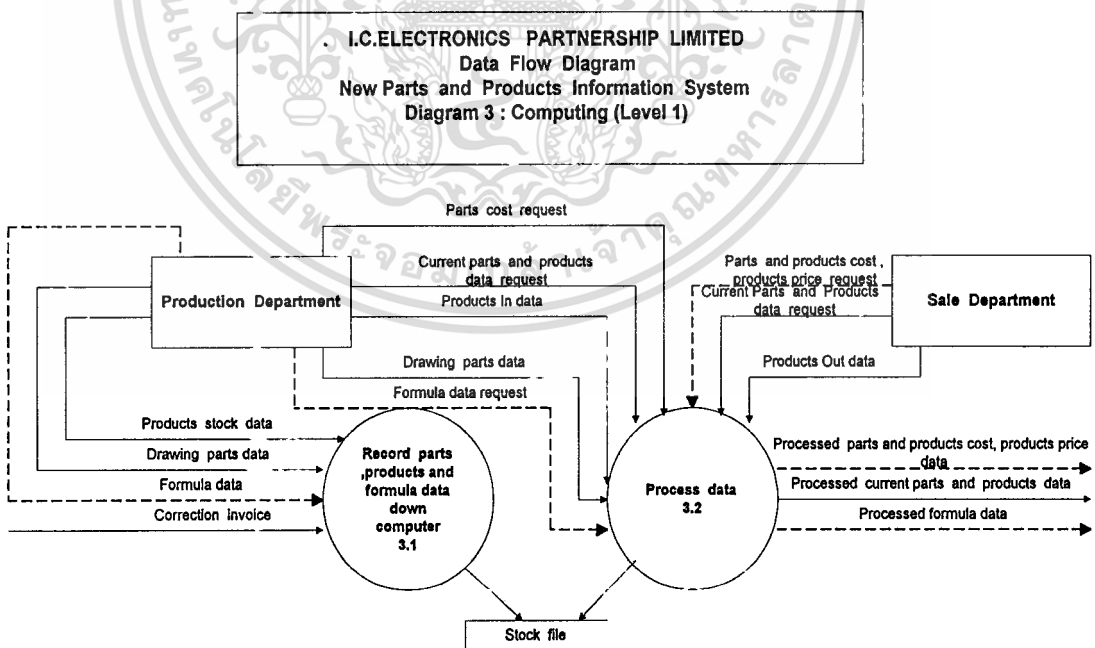 . I.C.ELECTRONICS PARTNERSHIP LIMITED
Data Flow Diagram
New Parts and Products Information System
Diagram 3 : Computing (Level 1)
Parts cost request
Current parts and products
data request
Products In data
Production Department
Drawing parts data
Formula data request
Parts and products cost ,
products price request
Current Parts and Products
data request
Sale Department
Products Out data
Products stock data
Drawing parts data
Formula data
Correction invoice
Record parts
,products and
formula data
down
computer
3.1
Process data
3.2
Processed parts and products cost, products price
data
Processed current parts and products data
Processed formula data
Stock file